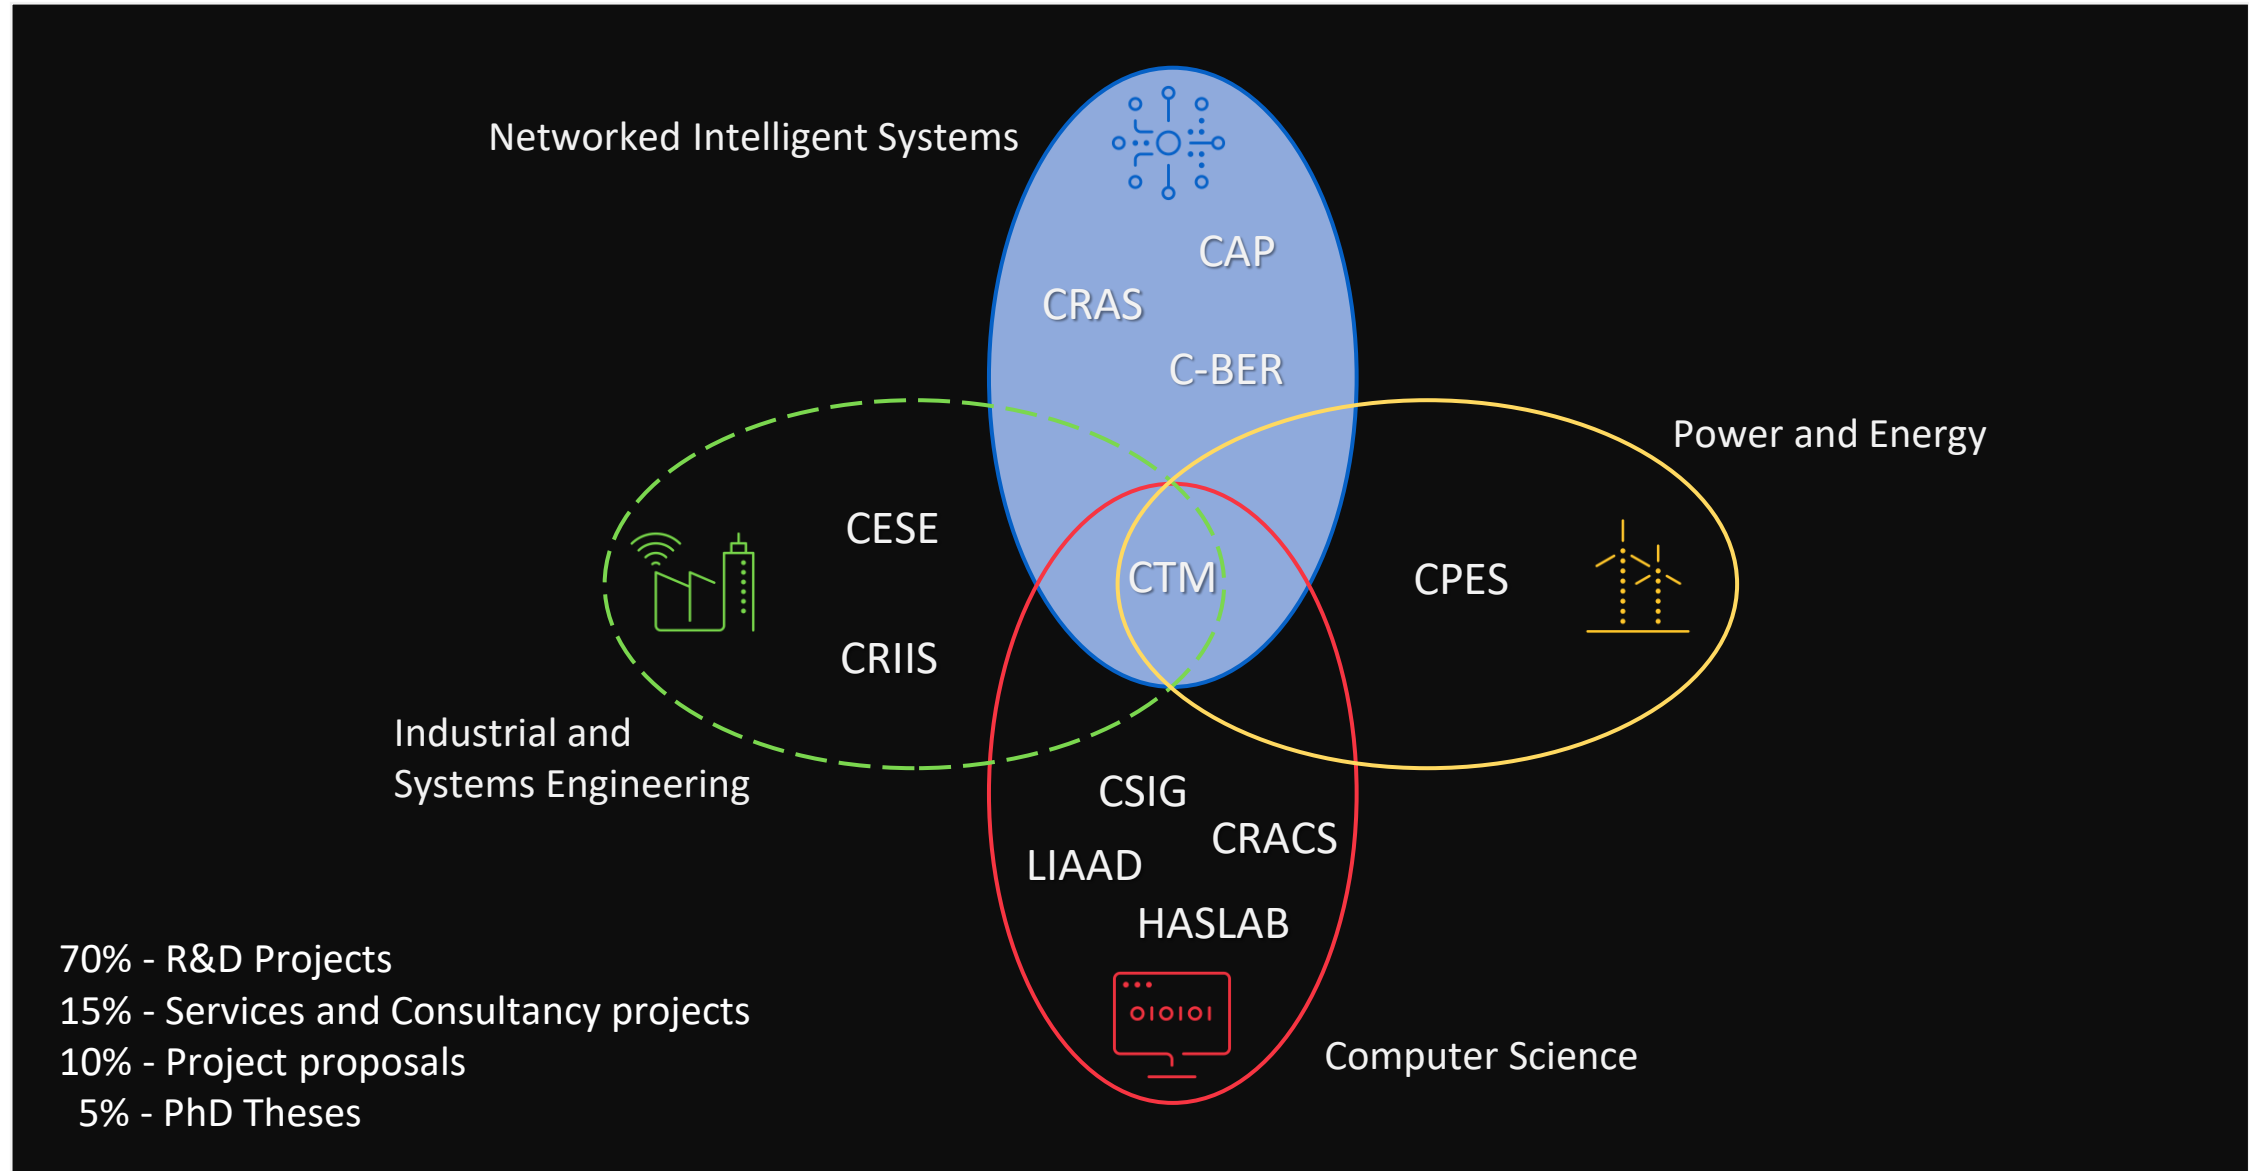 Networked Intelligent Systems
CAP
CRAS
C-BER
Power and Energy
CESE
CTM
CPES
CRIIS
Industrial and
Systems Engineering
CSIG
CRACS
LIAAD
HASLAB
010101
Computer Science
70% - R&D Projects
15% - Services and Consultancy projects
10% - Project proposals
5% - PhD Theses